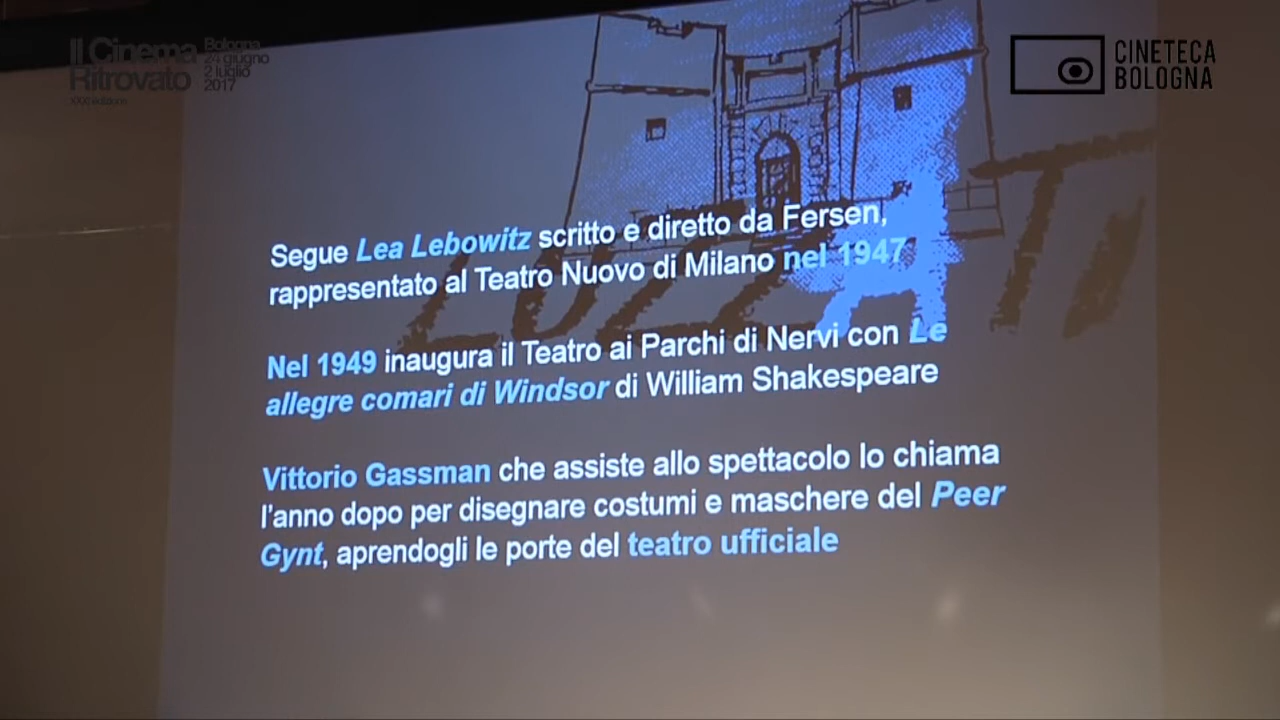 Il Cinema
Ritrovato
XXXI edizione
Bologna
24 giugno
2 luglio
2017
CINETECA
BOLOGNA
LUZZATI
Segue Lea Lebowitz scritto e diretto da Fersen,
rappresentato al Teatro Nuovo di Milano nel 1947
Nel 1949 inaugura il Teatro ai Parchi di Nervi con Le
allegre comari di Windsor di William Shakespeare
Vittorio Gassman che assiste allo spettacolo lo chiama
l'anno dopo per disegnare costumi e maschere del Peer
Gynt, aprendogli le porte del teatro ufficiale